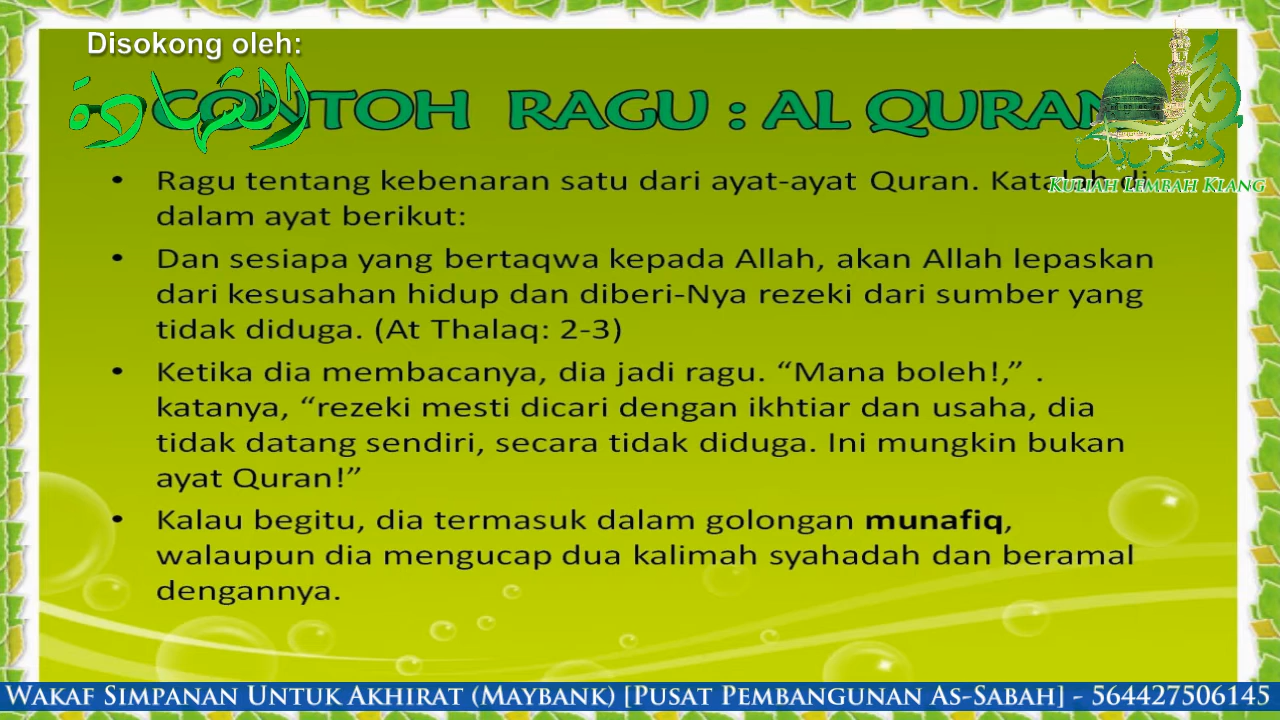 Disokong oleh:
الشهادة
CONTOH RAGU : AL QURAN
• Ragu tentang kebenaran satu dari ayat-ayat Quran. Katalah di
KULIAH LEMBAH KLANG
dalam ayat berikut:
• Dan sesiapa yang bertaqwa kepada Allah, akan Allah lepaskan
dari kesusahan hidup dan diberi-Nya rezeki dari sumber yang
tidak diduga. (At Thalaq: 2-3)
• Ketika dia membacanya, dia jadi ragu. “Mana boleh!,” .
katanya, “rezeki mesti dicari dengan ikhtiar dan usaha, dia
tidak datang sendiri, secara tidak diduga. Ini mungkin bukan
ayat Quran!”
• Kalau begitu, dia termasuk dalam golongan munafiq,
walaupun dia mengucap dua kalimah syahadah dan beramal
dengannya.
WAKAF SIMPANAN UNTUK AKHIRAT (MAYBANK) [PUSAT PEMBANGUNAN AS-SABAH] - 564427506145